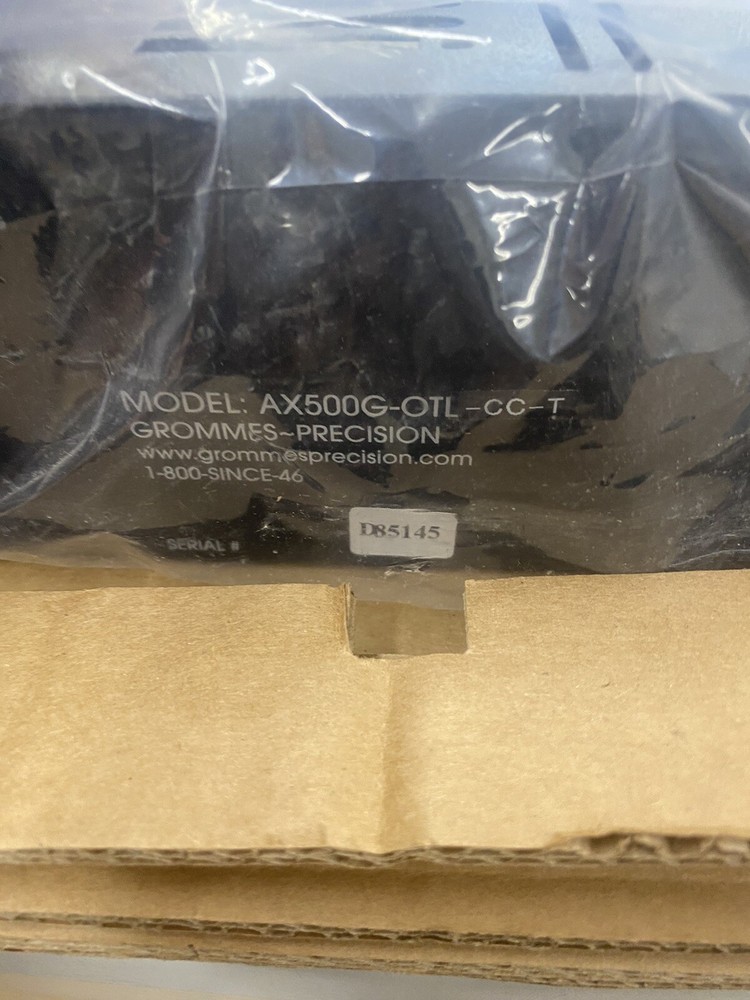 MODEL: AX500G-OTL-CC-T
GROMMES~PRECISION
www.grommesprecision.com
1-800-SINCE-46
SERIAL # D85145